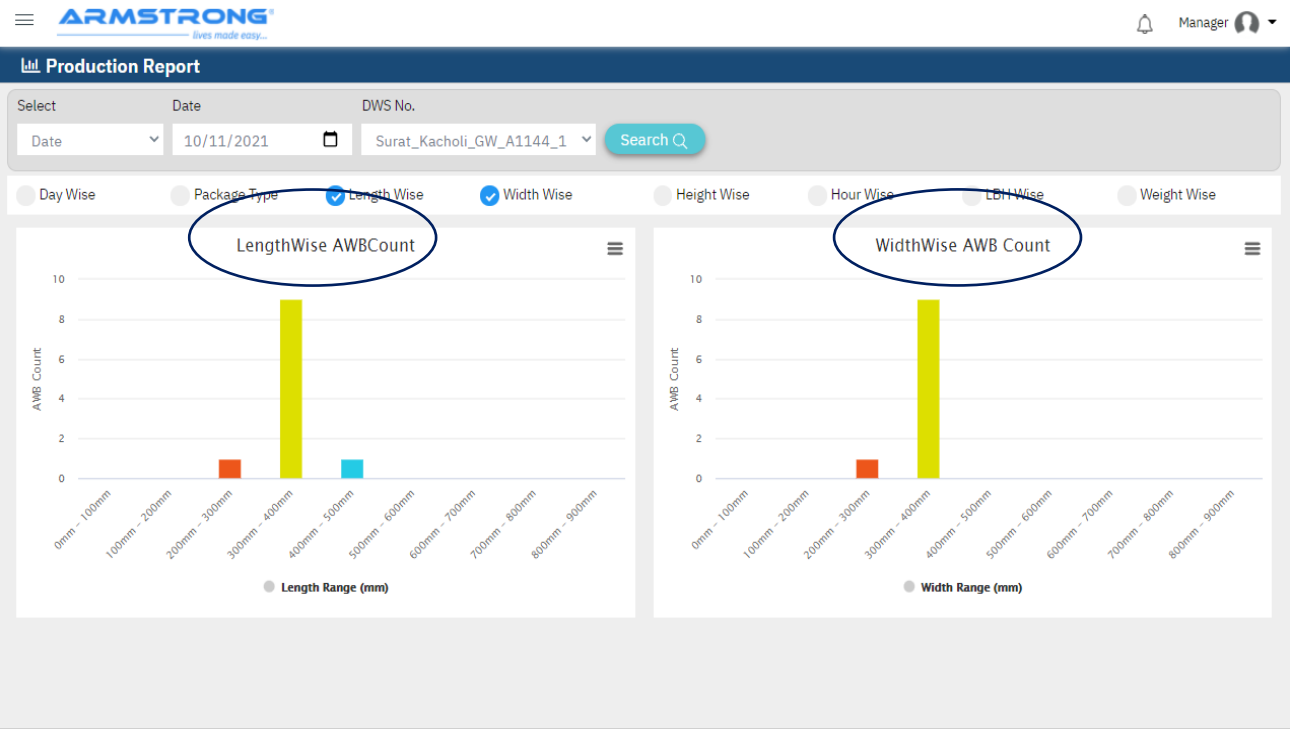 ARMSTRONG
lives made easy...
Manager
Production Report
Select Date DWS No.
Date 10/11/2021 Surat_Kacholi_GW_A1144_1 Search
Day Wise Package Type Length Wise Width Wise Height Wise Hour Wise LBH Wise Weight Wise
LengthWise AWBCount
10
8
6
4
2
0
AWB Count
0mm - 100mm
100mm - 200mm
200mm - 300mm
300mm - 400mm
400mm - 500mm
500mm - 600mm
600mm - 700mm
700mm - 800mm
800mm - 900mm
Length Range (mm)
WidthWise AWB Count
10
8
6
4
2
0
AWB Count
0mm - 100mm
100mm - 200mm
200mm - 300mm
300mm - 400mm
400mm - 500mm
500mm - 600mm
600mm - 700mm
700mm - 800mm
800mm - 900mm
Width Range (mm)